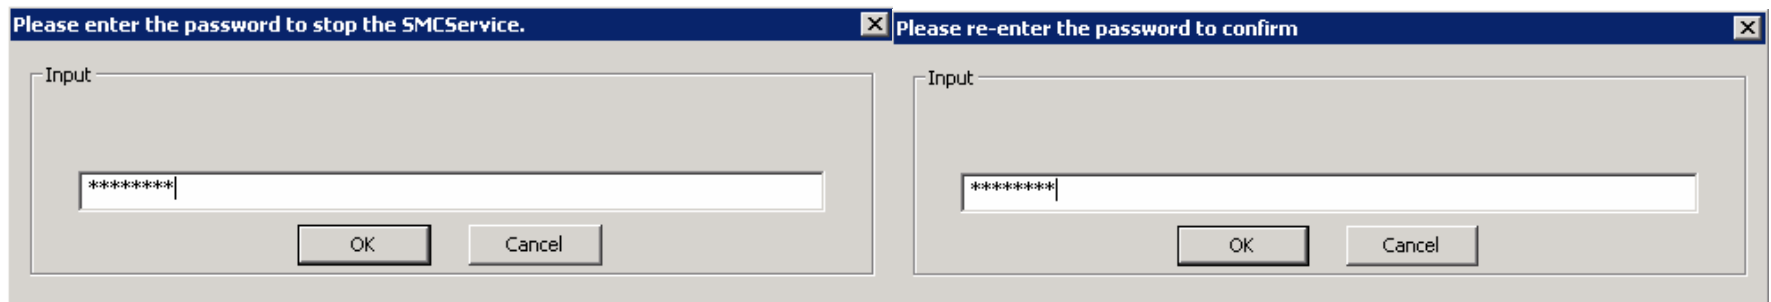 Please enter the password to stop the SMCService.
Input
********
OK Cancel
Please re-enter the password to confirm
Input
********
OK Cancel